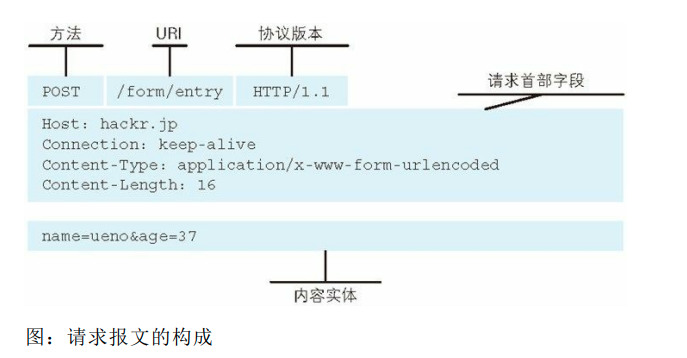 方法 URI 协议版本
请求首部字段
POST /form/entry HTTP/1.1
Host: hackr.jp
Connection: keep-alive
Content-Type: application/x-www-form-urlencoded
Content-Length: 16
name=ueno&age=37
内容实体
图：请求报文的构成